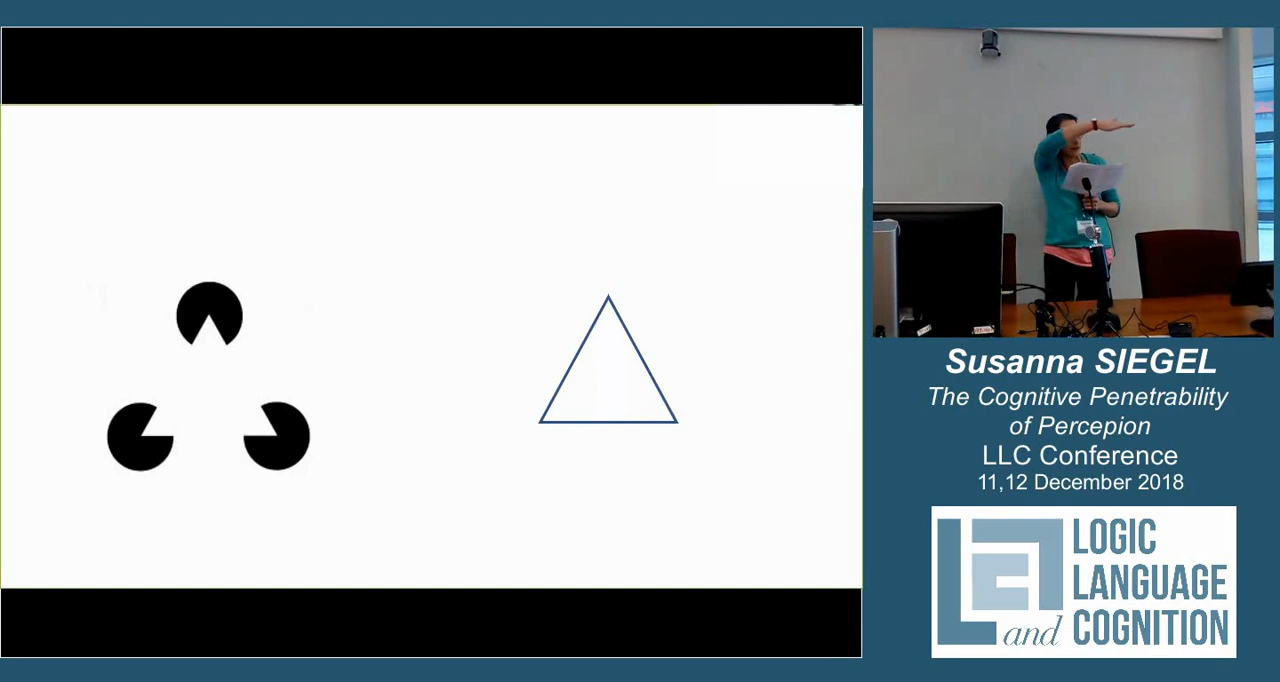 Susanna SIEGEL
The Cognitive Penetrability
of Percepion
LLC Conference
11,12 December 2018
LOGIC
LANGUAGE
and COGNITION